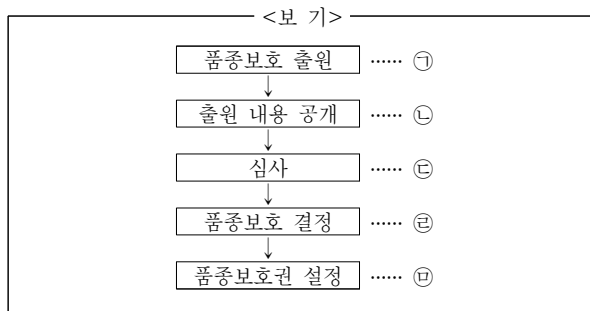 <보 기>
품종보호 출원 …… ㉠
↓
출원 내용 공개 …… ㉡
↓
심사 …… ㉢
↓
품종보호 결정 …… ㉣
↓
품종보호권 설정 …… ㉤